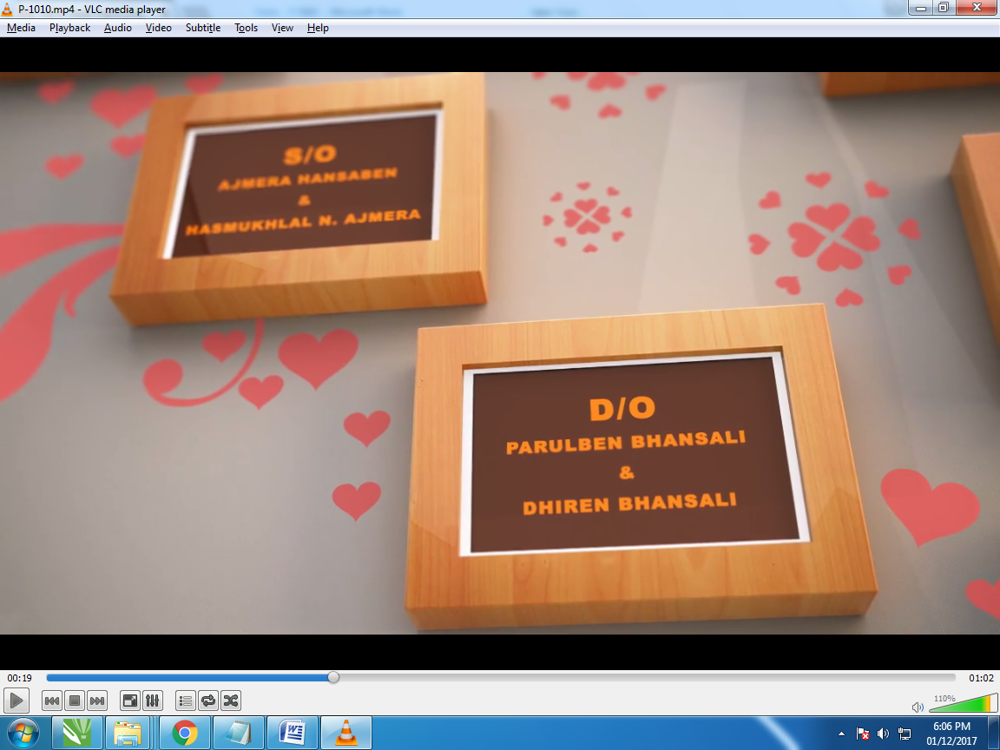 P-1010.mp4 - VLC media player
Media Playback Audio Video Subtitle Tools View Help
S/O
AJMERA HANSABEN
&
HASMUKHLAL N. AJMERA
D/O
PARULBEN BHANSALI
&
DHIREN BHANSALI
00:19
01:02
110%
6:06 PM
01/12/2017